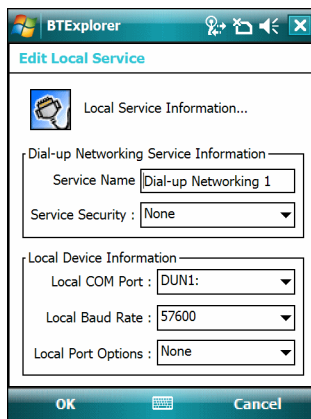 BTExplorer
Edit Local Service
Local Service Information...
Dial-up Networking Service Information
Service Name Dial-up Networking 1
Service Security : None
Local Device Information
Local COM Port : DUN1:
Local Baud Rate : 57600
Local Port Options : None
OK Cancel